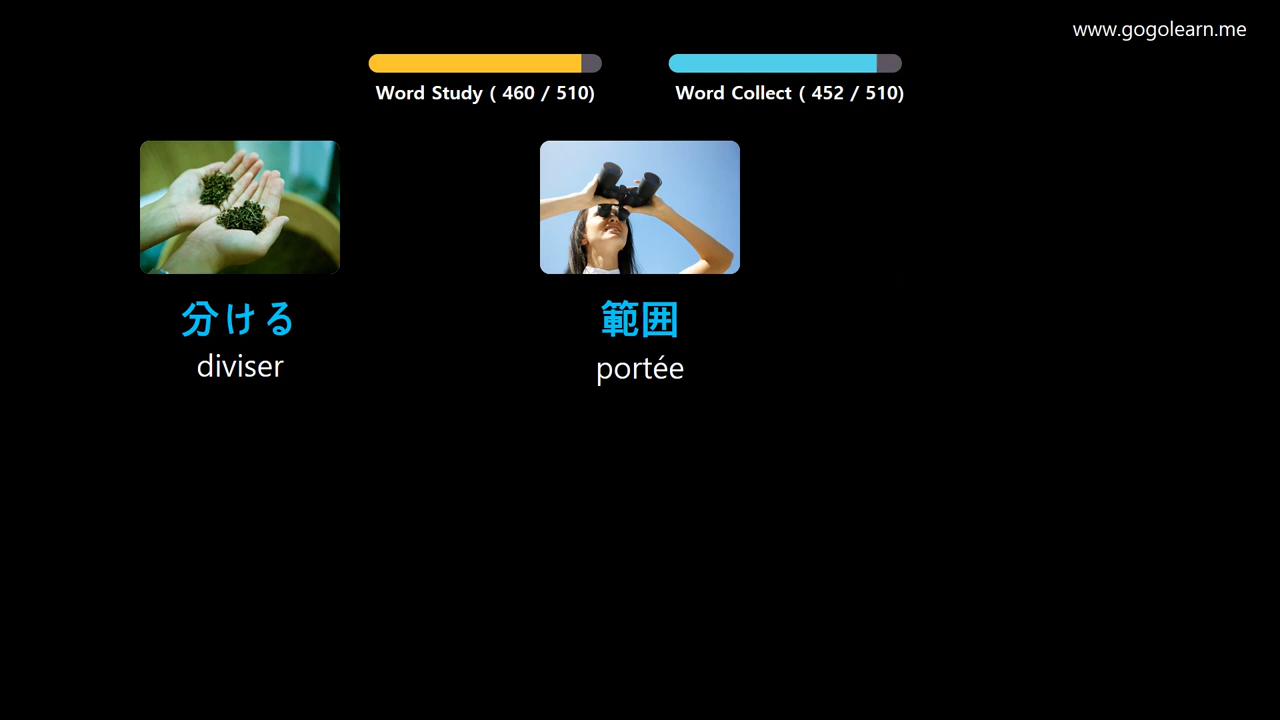 www.gogolearn.me
Word Study ( 460 / 510)
Word Collect ( 452 / 510)
分ける
diviser
範囲
portée